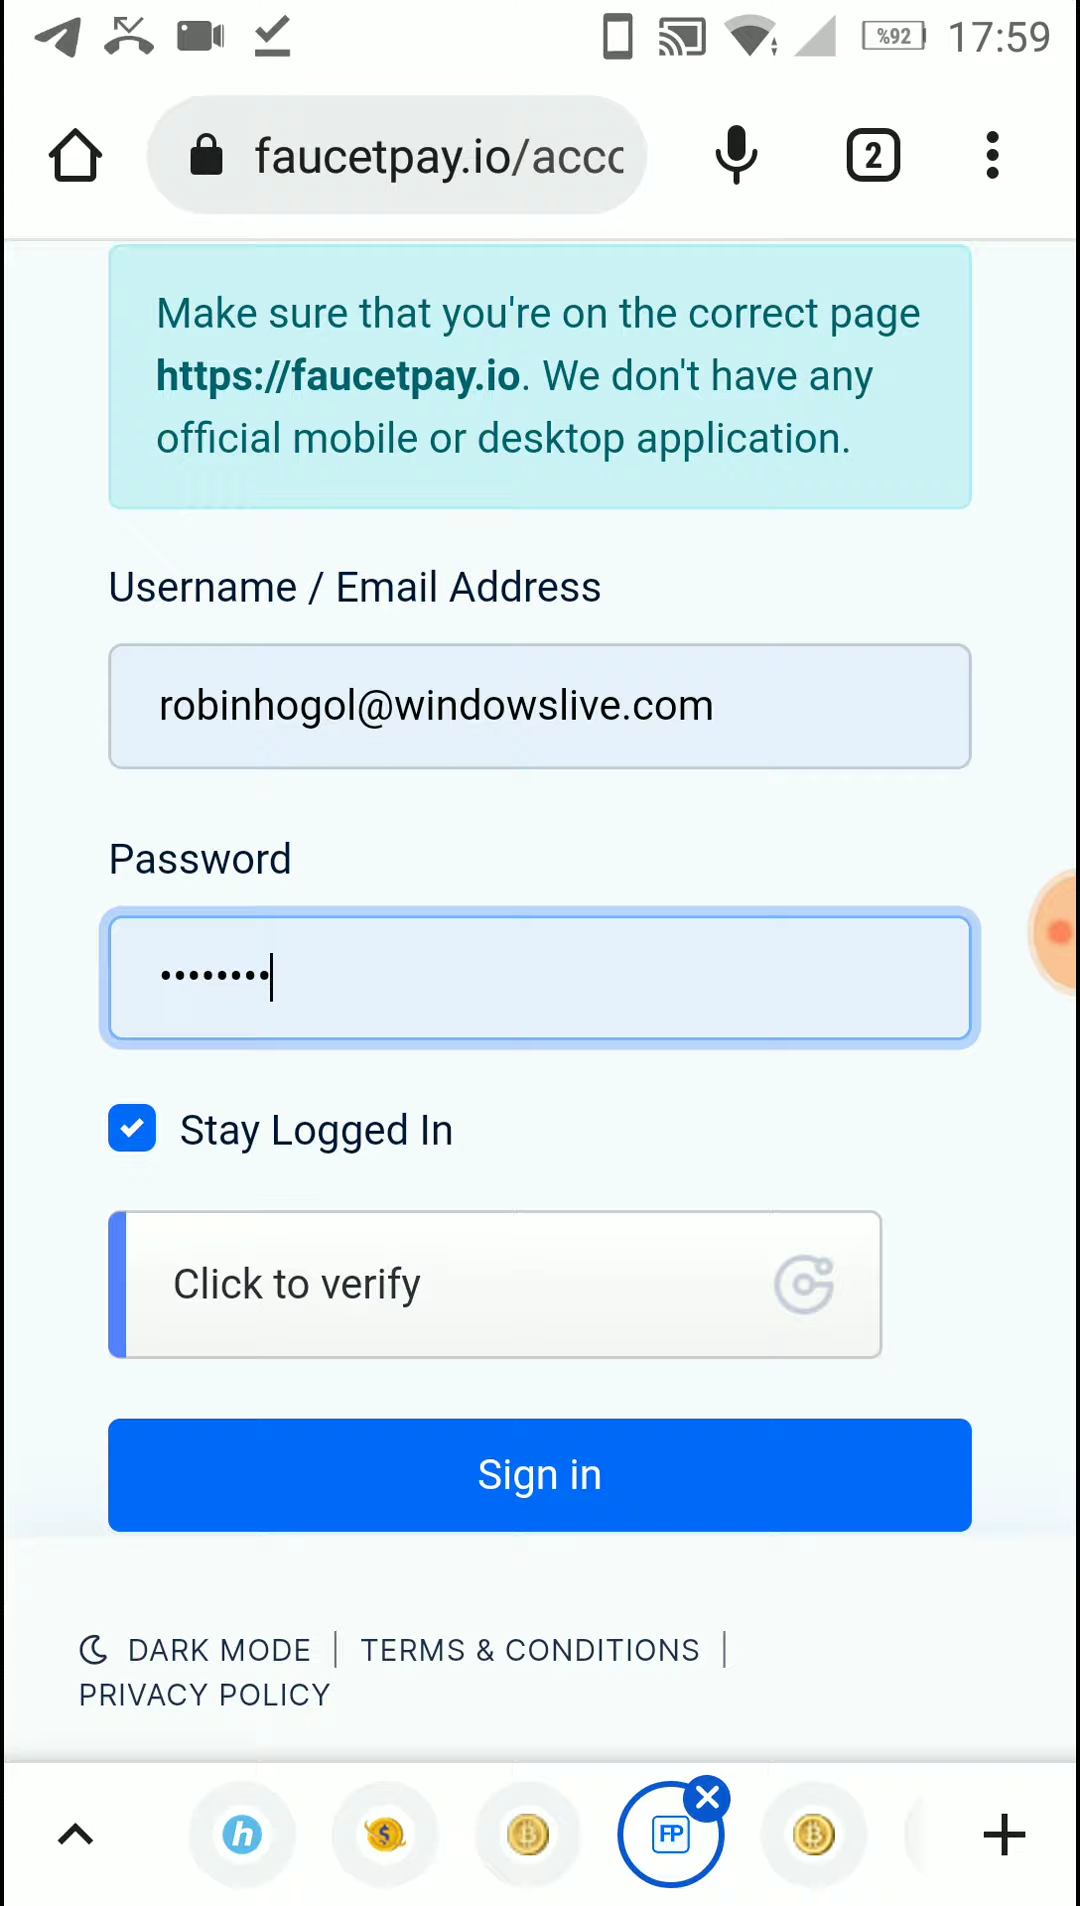 %92 17:59
faucetpay.io/acco
2
Make sure that you're on the correct page
https://faucetpay.io. We don't have any
official mobile or desktop application.
Username / Email Address
robinhogol@windowslive.com
Password
••••••••
Stay Logged In
Click to verify
Sign in
DARK MODE | TERMS & CONDITIONS |
PRIVACY POLICY
h $ ₿ FP ₿